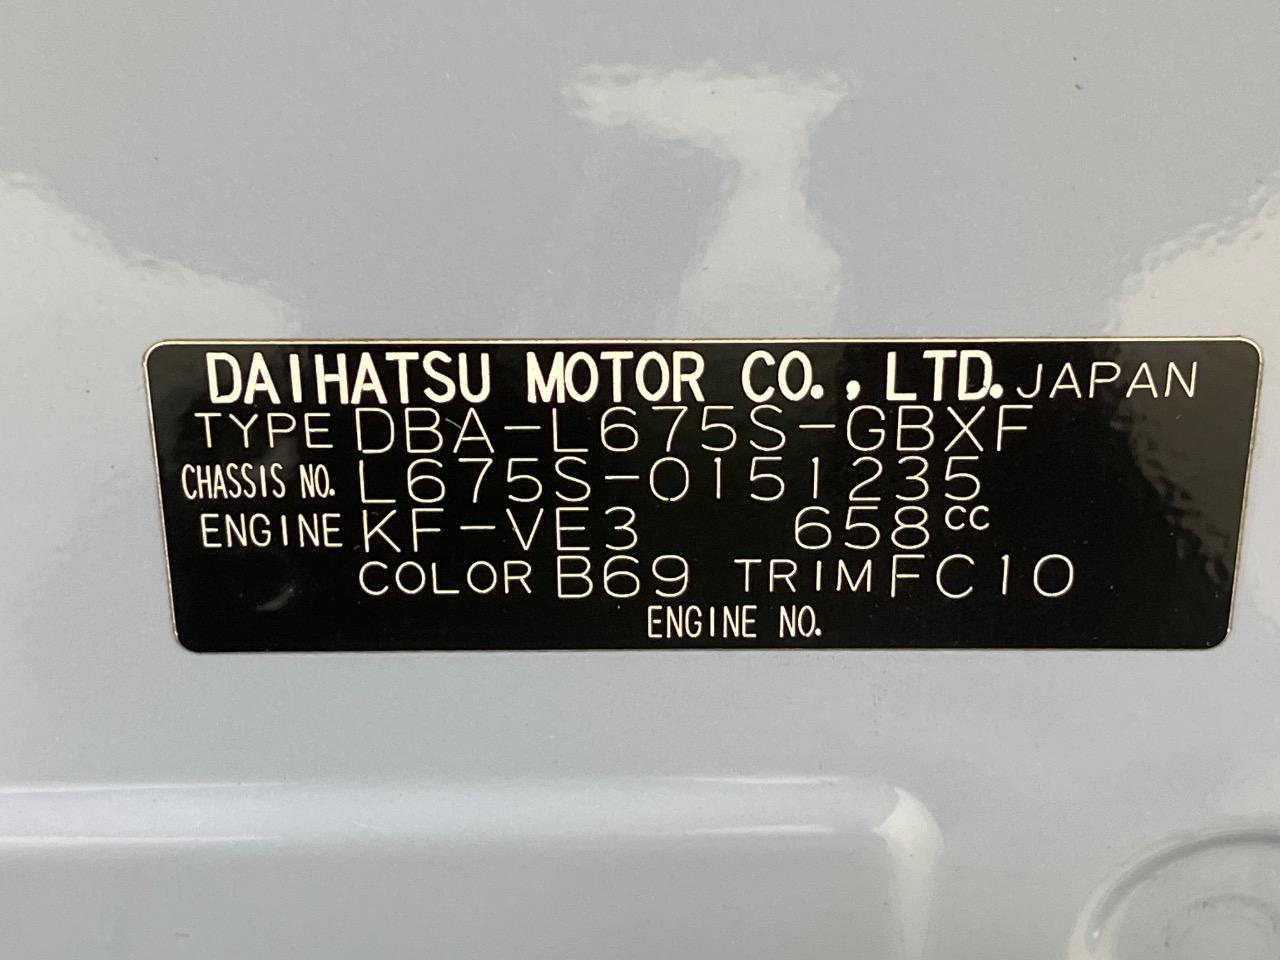 DAIHATSU MOTOR CO., LTD. JAPAN
TYPE DBA-L675S-GBXF
CHASSIS NO. L675S-0151235
ENGINE KF-VE3 658cc
COLOR B69 TRIM FC10
ENGINE NO.